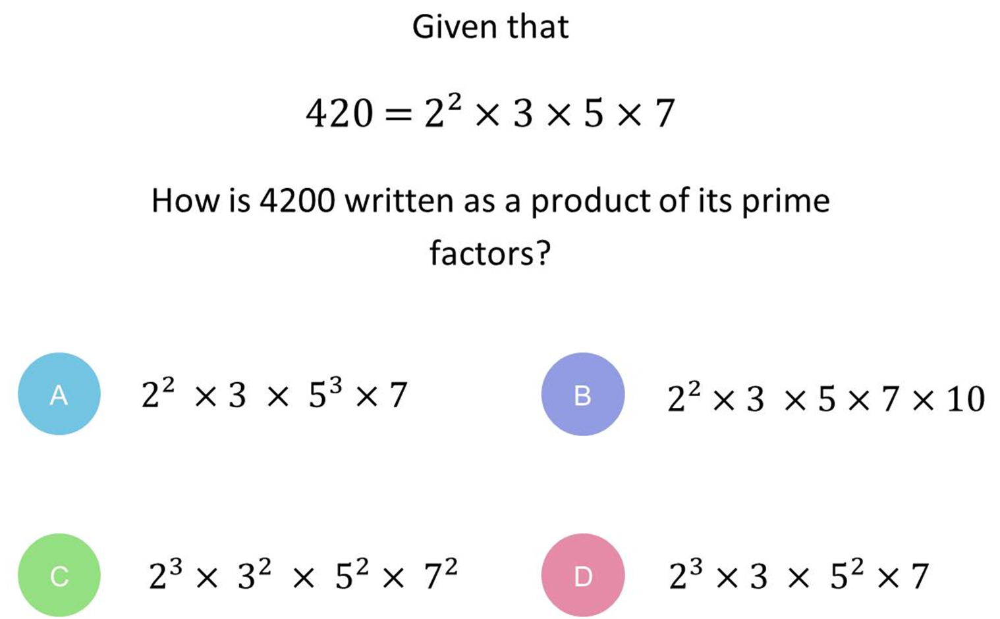 Given that
420 = 2² × 3 × 5 × 7
How is 4200 written as a product of its prime
factors?
A 2² × 3 × 5³ × 7
B 2² × 3 × 5 × 7 × 10
C 2³ × 3² × 5² × 7²
D 2³ × 3 × 5² × 7